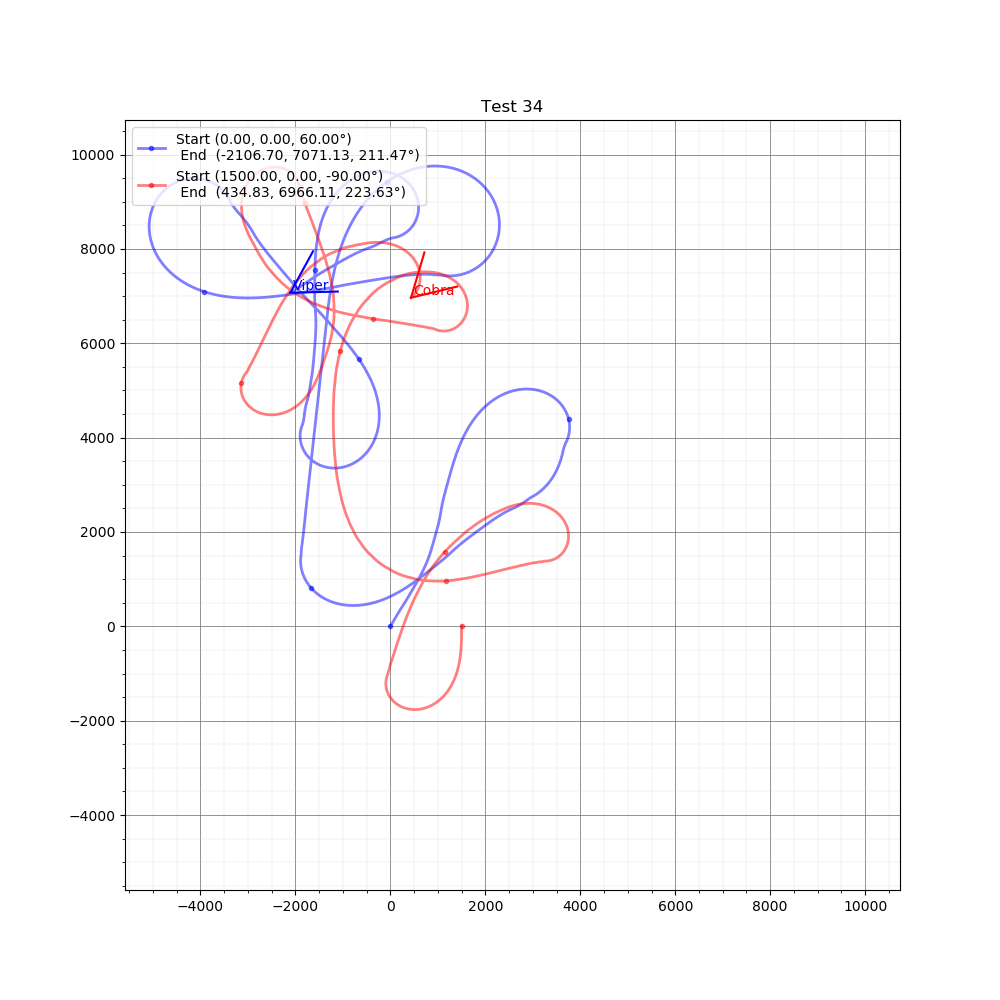 Test 34
Start (0.00, 0.00, 60.00°)
End (-2106.70, 7071.13, 211.47°)
Start (1500.00, 0.00, -90.00°)
End (434.83, 6966.11, 223.63°)
10000
8000
6000
4000
2000
0
−2000
−4000
Viper
Cobra
−4000 −2000 0 2000 4000 6000 8000 10000